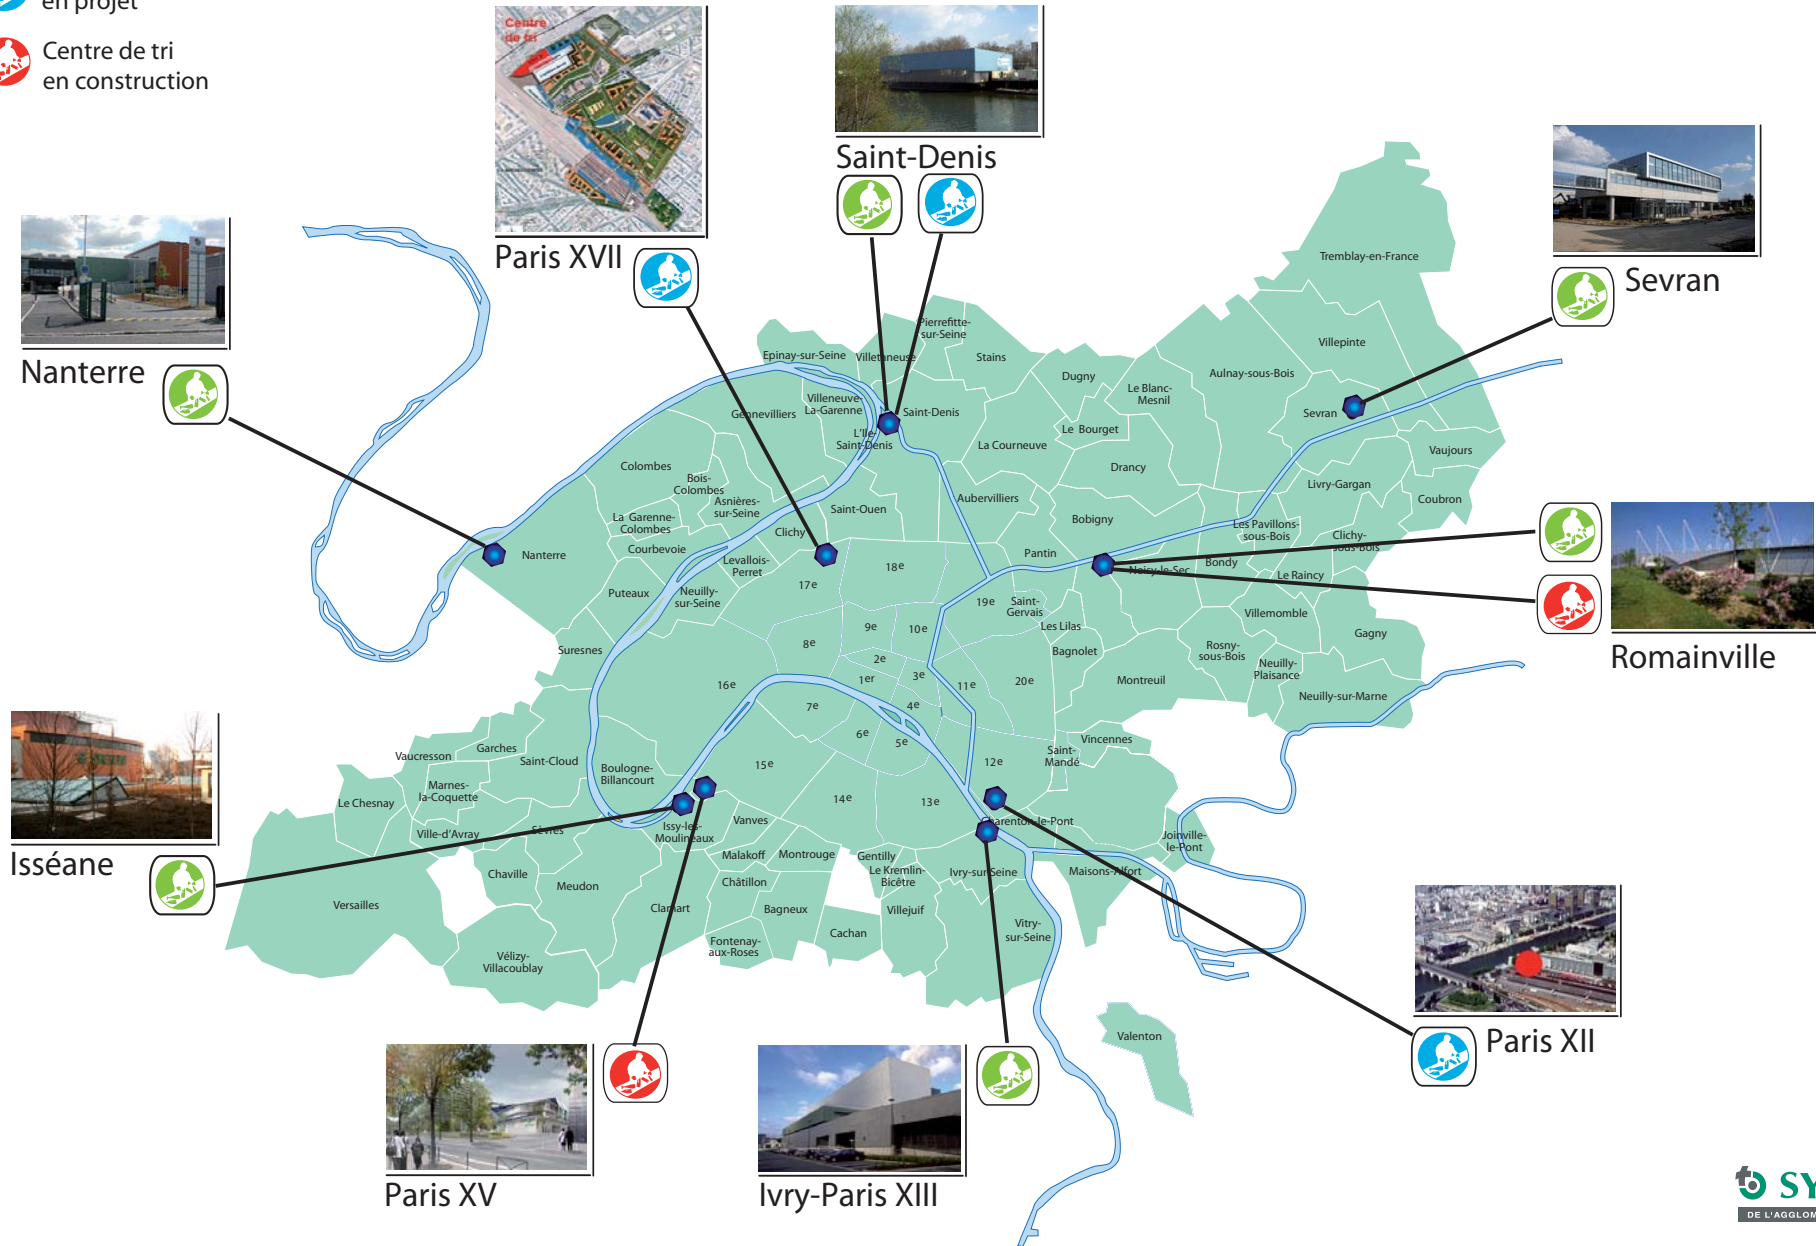 en projet
Centre de tri
en construction
Centre
de tri
Paris XVII
Saint-Denis
Sevran
Nanterre
Tremblay-en-France
Pierrefitte-
sur-Seine
Epinay-sur-Seine
Villetaneuse
Stains
Villepinte
Dugny
Le Blanc-
Mesnil
Aulnay-sous-Bois
Villeneuve-
La-Garenne
Gennevilliers
Saint-Denis
Sevran
L'Ile-
Saint-Denis
Le Bourget
La Courneuve
Vaujours
Colombes
Drancy
Bois-
Colombes
Livry-Gargan
Asnières-
sur-Seine
Aubervilliers
Coubron
Saint-Ouen
La Garenne-
Colombes
Bobigny
Les Pavillons-
sous-Bois
Clichy
Clichy-
sous-Bois
Courbevoie
Nanterre
Pantin
Levallois-
Perret
Bondy
Noisy-le-Sec
18e
17e
Le Raincy
Puteaux
Neuilly-
sur-Seine
19e
Saint-
Gervais
Villemomble
Les Lilas
9e
10e
Gagny
8e
Suresnes
Bagnolet
Rosny-
sous-Bois
2e
Neuilly-
Plaisance
1er
3e
16e
11e
20e
Montreuil
Neuilly-sur-Marne
7e
4e
6e
5e
Romainville
Vaucresson
Garches
Saint-Cloud
Vincennes
Saint-
Mandé
12e
15e
Boulogne-
Billancourt
Marnes-
la-Coquette
Le Chesnay
14e
13e
Vanves
Charenton-le-Pont
Issy-les-
Moulineaux
Ville-d'Avray
Sèvres
Joinville-
le-Pont
Malakoff
Montrouge
Gentilly
Le Kremlin-
Bicêtre
Ivry-sur-Seine
Maisons-Alfort
Isséane
Chaville
Meudon
Châtillon
Versailles
Clamart
Bagneux
Villejuif
Vitry-
sur-Seine
Cachan
Fontenay-
aux-Roses
Vélizy-
Villacoublay
Valenton
Paris XII
Paris XV
Ivry-Paris XIII
SY
DE L'AGGLOM